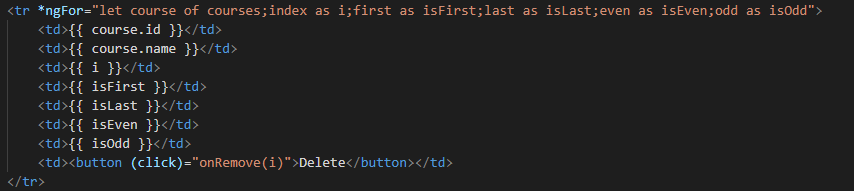 <tr *ngFor="let course of courses;index as i;first as isFirst;last as isLast;even as isEven;odd as isOdd">
<td>{{ course.id }}</td>
<td>{{ course.name }}</td>
<td>{{ i }}</td>
<td>{{ isFirst }}</td>
<td>{{ isLast }}</td>
<td>{{ isEven }}</td>
<td>{{ isOdd }}</td>
<td><button (click)="onRemove(i)">Delete</button></td>
</tr>